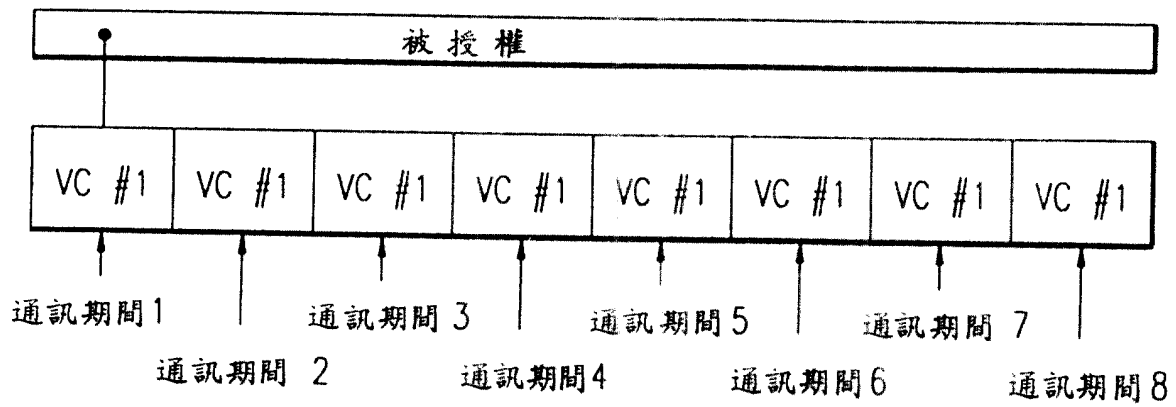 被授權
VC #1 VC #1 VC #1 VC #1 VC #1 VC #1 VC #1 VC #1
通訊期間1 通訊期間 3 通訊期間5 通訊期間 7
通訊期間 2 通訊期間4 通訊期間6 通訊期間8